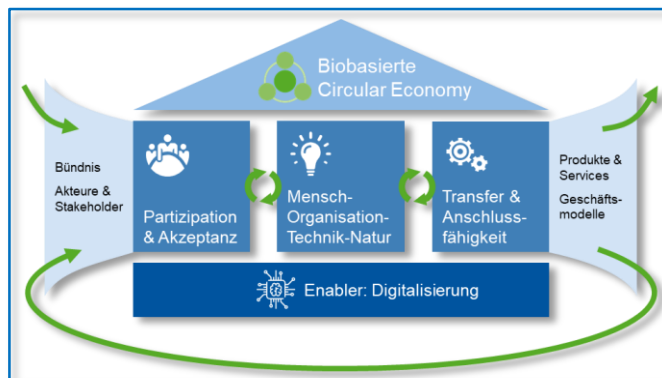 Biobasierte
Circular Economy
Bündnis
Akteure &
Stakeholder
Partizipation
& Akzeptanz
Mensch-
Organisation-
Technik-Natur
Transfer &
Anschluss-
fähigkeit
Produkte &
Services
Geschäfts-
modelle
Enabler: Digitalisierung